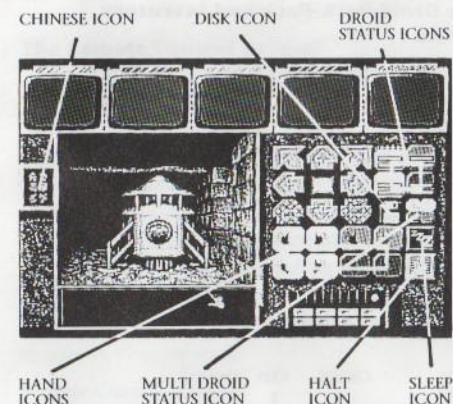 CHINESE ICON
DISK ICON
DROID
STATUS ICONS
HAND
ICONS
MULTI DROID
STATUS ICON
HALT
ICON
SLEEP
ICON